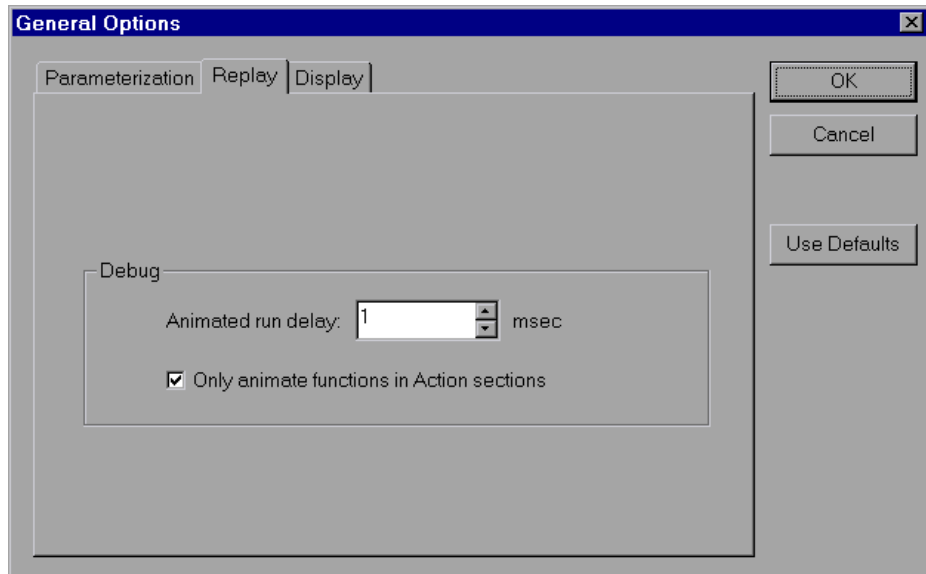 General Options
Parameterization Replay Display
OK
Cancel
Use Defaults
Debug
Animated run delay: 1 msec
Only animate functions in Action sections